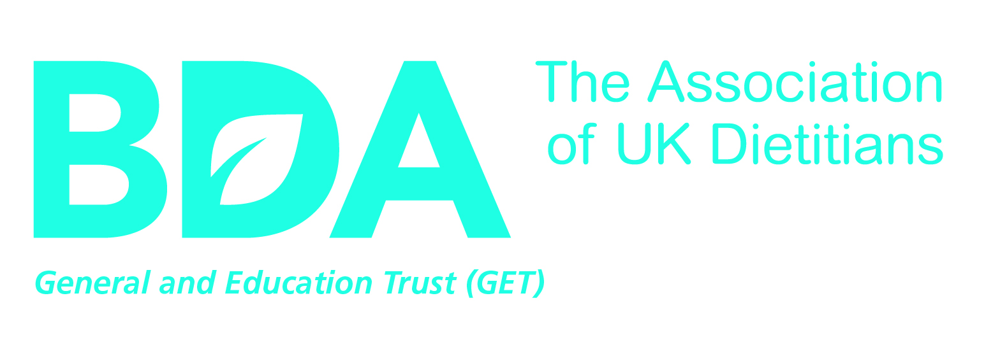 BDA
The Association
of UK Dietitians
General and Education Trust (GET)